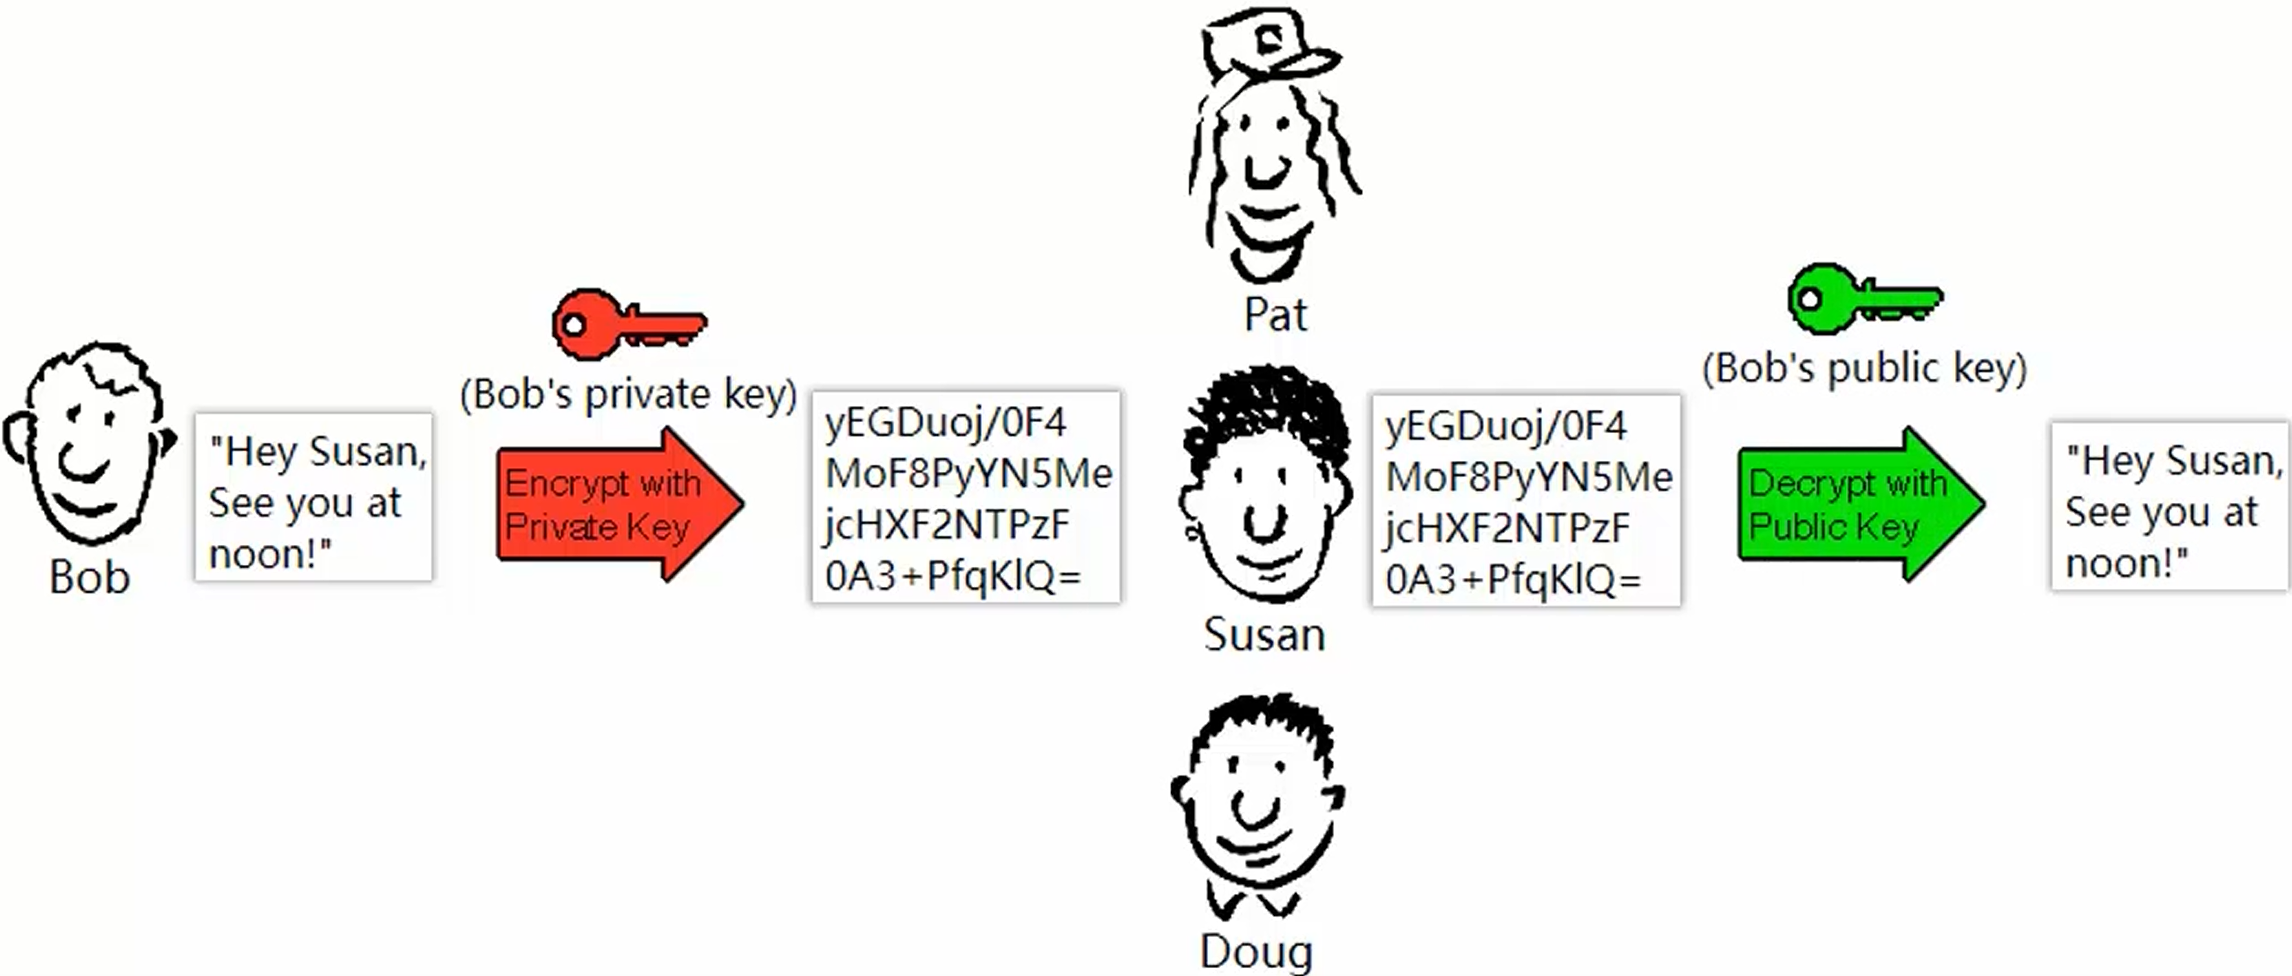 Pat
(Bob's private key)
(Bob's public key)
Bob
"Hey Susan,
See you at
noon!"
Encrypt with
Private Key
yEGDuoj/0F4
MoF8PyYN5Me
jcHXF2NTPzF
0A3+PfqKlQ=
Susan
yEGDuoj/0F4
MoF8PyYN5Me
jcHXF2NTPzF
0A3+PfqKlQ=
Decrypt with
Public Key
"Hey Susan,
See you at
noon!"
Doug